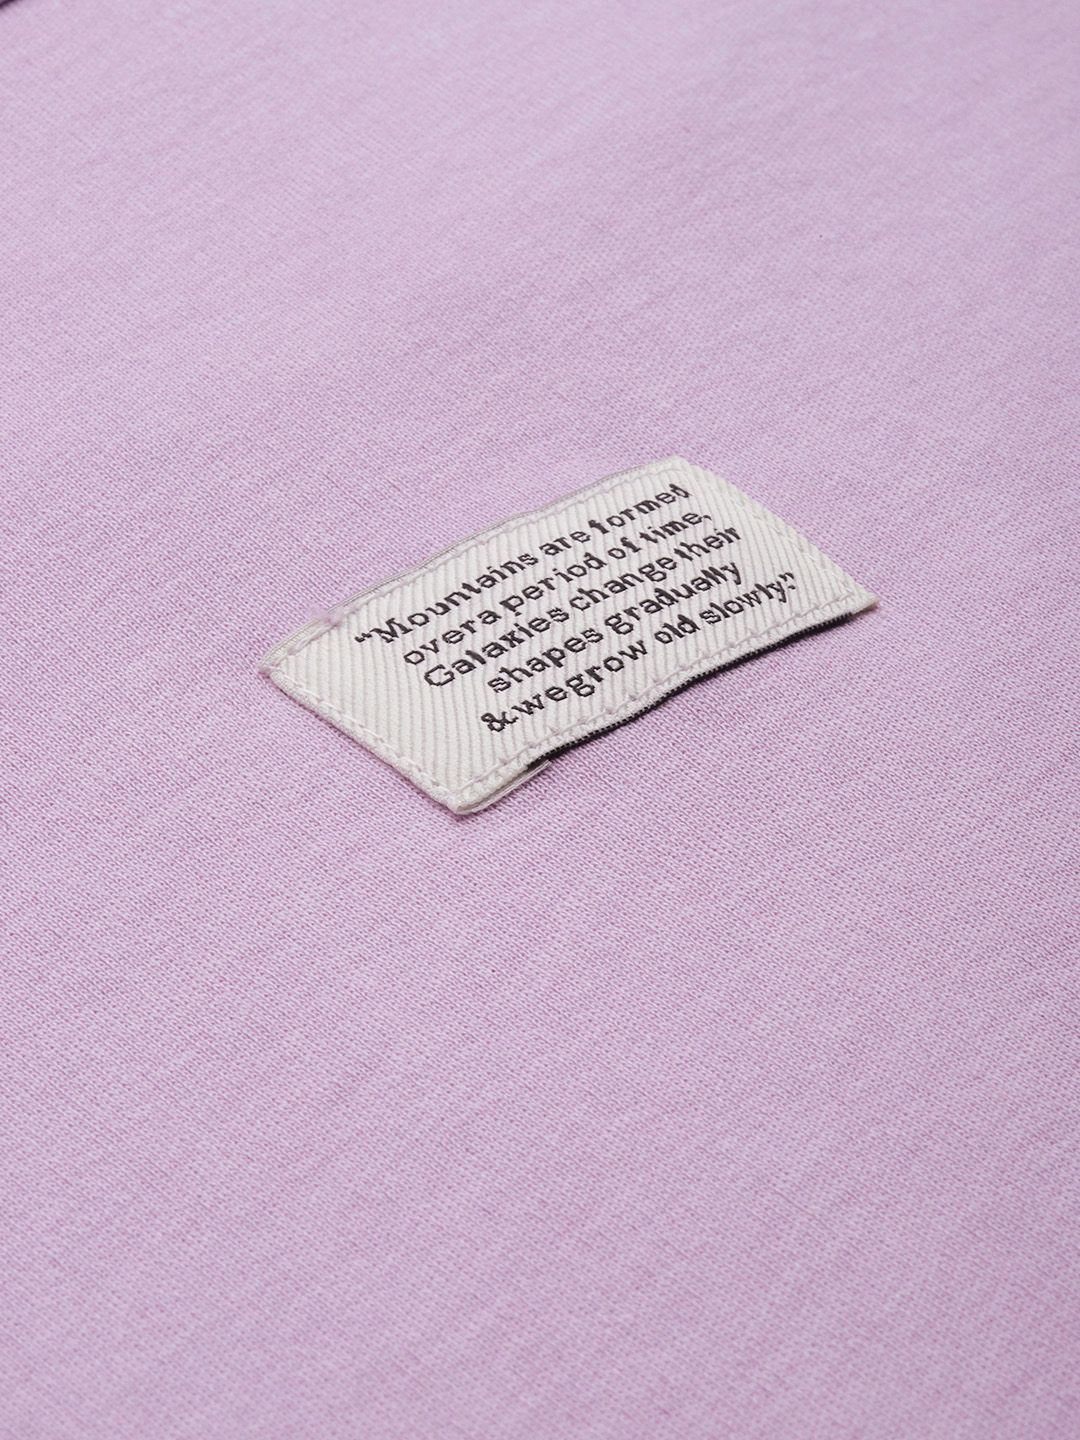 “Mountains are formed
over a period of time,
Galaxies change their
shapes gradually
& we grow old slowly.”